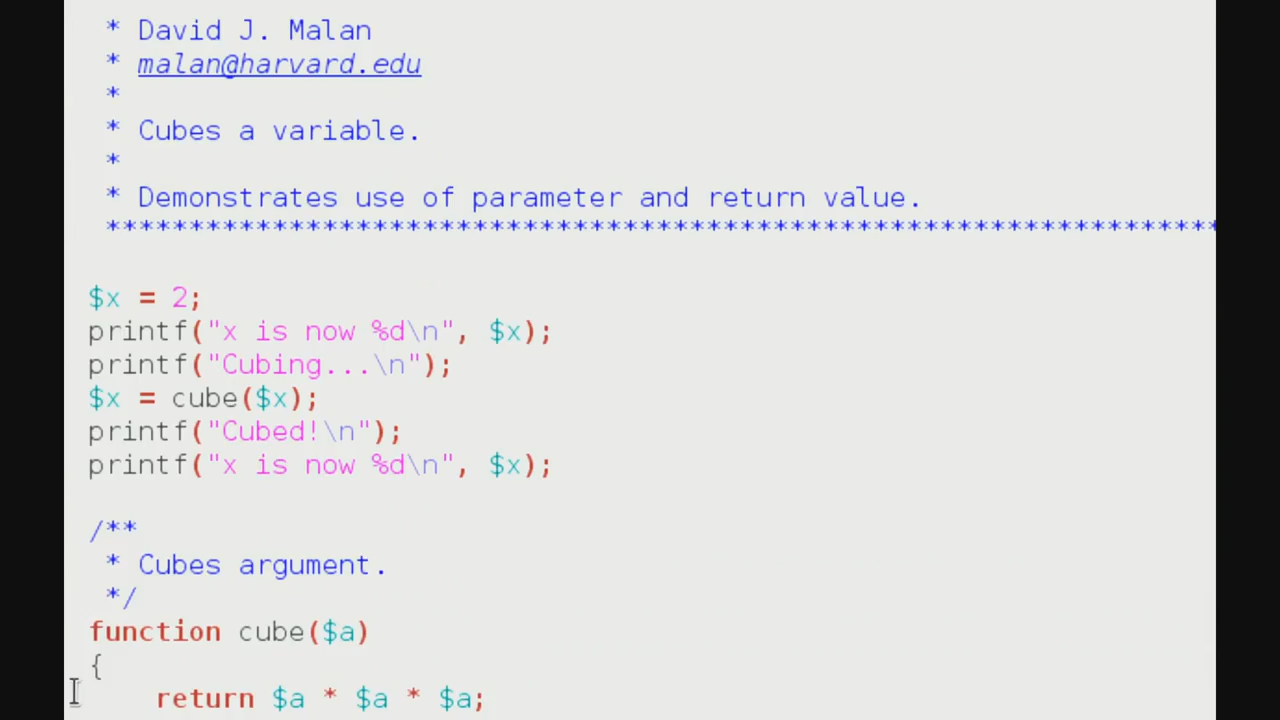 * David J. Malan
* malan@harvard.edu
*
* Cubes a variable.
*
* Demonstrates use of parameter and return value.
*******************************************************************
$x = 2;
printf("x is now %d\n", $x);
printf("Cubing...\n");
$x = cube($x);
printf("Cubed!\n");
printf("x is now %d\n", $x);
/**
* Cubes argument.
*/
function cube($a)
{
return $a * $a * $a;